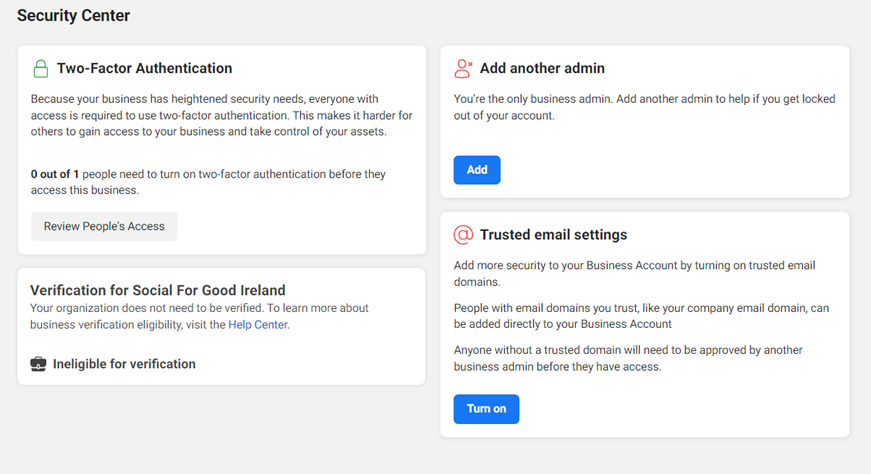 Security Center
Two-Factor Authentication
Because your business has heightened security needs, everyone with
access is required to use two-factor authentication. This makes it harder for
others to gain access to your business and take control of your assets.
0 out of 1 people need to turn on two-factor authentication before they
access this business.
Review People's Access
Verification for Social For Good Ireland
Your organization does not need to be verified. To learn more about
business verification eligibility, visit the Help Center.
Ineligible for verification
Add another admin
You're the only business admin. Add another admin to help if you get locked
out of your account.
Add
Trusted email settings
Add more security to your Business Account by turning on trusted email
domains.
People with email domains you trust, like your company email domain, can
be added directly to your Business Account
Anyone without a trusted domain will need to be approved by another
business admin before they have access.
Turn on